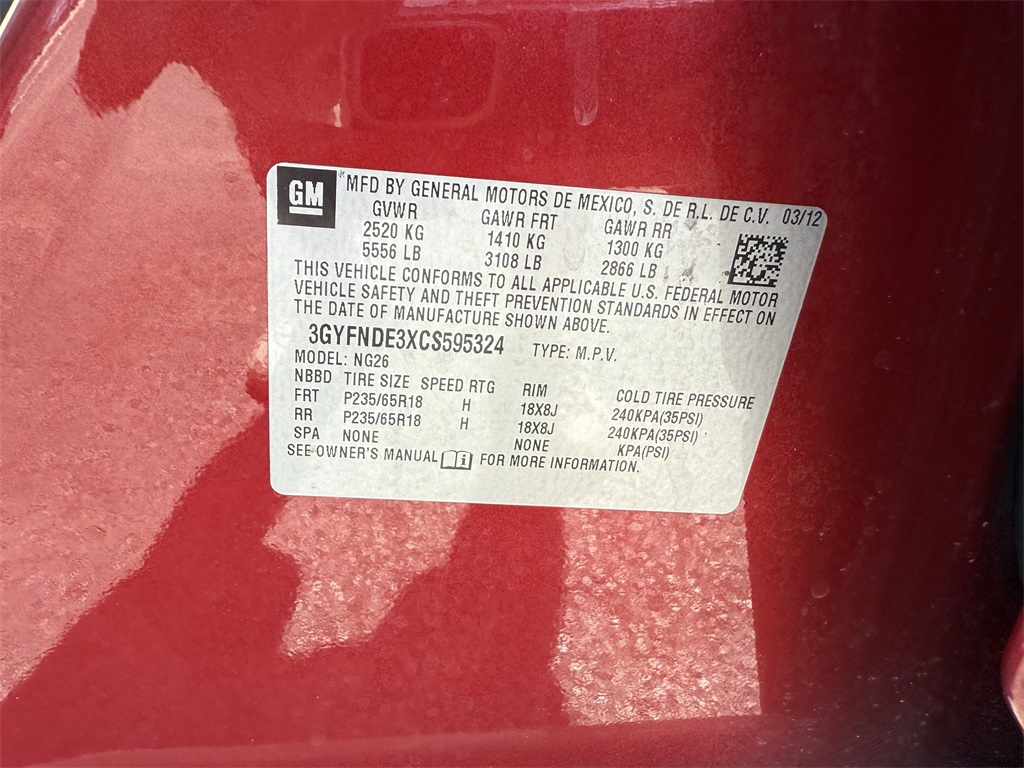 GM MFD BY GENERAL MOTORS DE MEXICO, S. DE R.L. DE C.V. 03/12
GVWR GAWR FRT GAWR RR
2520 KG 1410 KG 1300 KG
5556 LB 3108 LB 2866 LB
THIS VEHICLE CONFORMS TO ALL APPLICABLE U.S. FEDERAL MOTOR
VEHICLE SAFETY AND THEFT PREVENTION STANDARDS IN EFFECT ON
THE DATE OF MANUFACTURE SHOWN ABOVE.
3GYFNDE3XCS595324 TYPE: M.P.V.
MODEL: NG26
NBBD TIRE SIZE SPEED RTG RIM COLD TIRE PRESSURE
FRT P235/65R18 H 18X8J 240KPA(35PSI)
RR P235/65R18 H 18X8J 240KPA(35PSI)
SPA NONE NONE KPA(PSI)
SEE OWNER'S MANUAL FOR MORE INFORMATION.